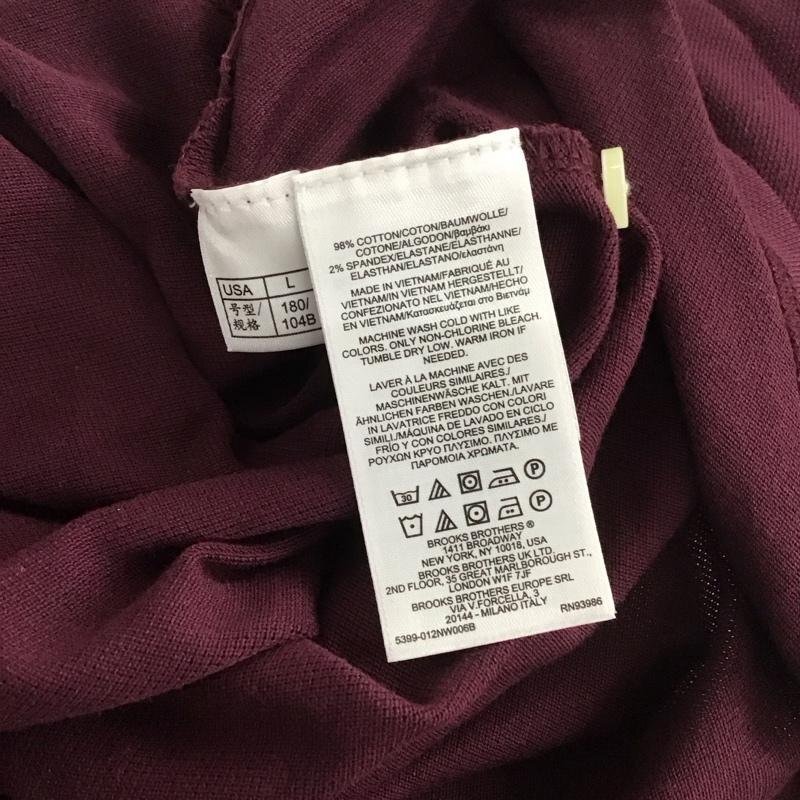 USA L
号型/规格 180/104B
98% COTTON/COTON/BAUMWOLLE/
COTONE/ALGODON/βαμβάκι
2% SPANDEX/ELASTANE/ELASTHANNE/
ELASTHAN/ELASTANO/ελαστάνη
MADE IN VIETNAM/FABRIQUÉ AU
VIETNAM/IN VIETNAM HERGESTELLT/
CONFEZIONATO NEL VIETNAM/HECHO
EN VIETNAM/Κατασκευάζεται στο Βιετνάμ
MACHINE WASH COLD WITH LIKE
COLORS. ONLY NON-CHLORINE BLEACH.
TUMBLE DRY LOW. WARM IRON IF
NEEDED.
LAVER À LA MACHINE AVEC DES
COULEURS SIMILAIRES./
MASCHINENWÄSCHE KALT. MIT
ÄHNLICHEN FARBEN WASCHEN./LAVARE
IN LAVATRICE FREDDO CON COLORI
SIMILI./MÁQUINA DE LAVADO EN CICLO
FRÍO Y CON COLORES SIMILARES./
ΡΟΥΧΩΝ ΚΡΥΟ ΠΛΥΣΙΜΟ. ΠΛΥΣΙΜΟ ΜΕ
ΠΑΡΟΜΟΙΑ ΧΡΩΜΑΤΑ.
30 P
P
BROOKS BROTHERS ®
1411 BROADWAY
NEW YORK, NY 10018, USA
BROOKS BROTHERS UK LTD.
2ND FLOOR, 35 GREAT MARLBOROUGH ST.,
LONDON W1F 7JF
BROOKS BROTHERS EUROPE SRL
VIA V.FORCELLA, 3
20144 - MILANO ITALY
RN93986
5399-012NW006B